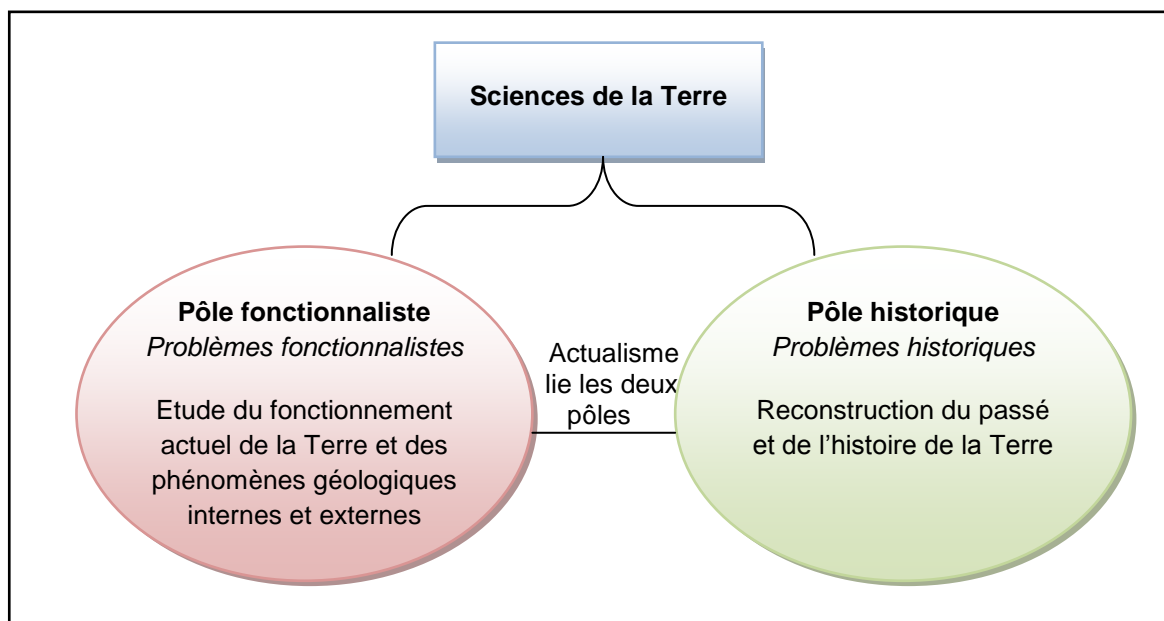 Sciences de la Terre
Pôle fonctionnaliste
Problèmes fonctionnalistes
Etude du fonctionnement
actuel de la Terre et des
phénomènes géologiques
internes et externes
Actualisme
lie les deux
pôles
Pôle historique
Problèmes historiques
Reconstruction du passé
et de l’histoire de la Terre